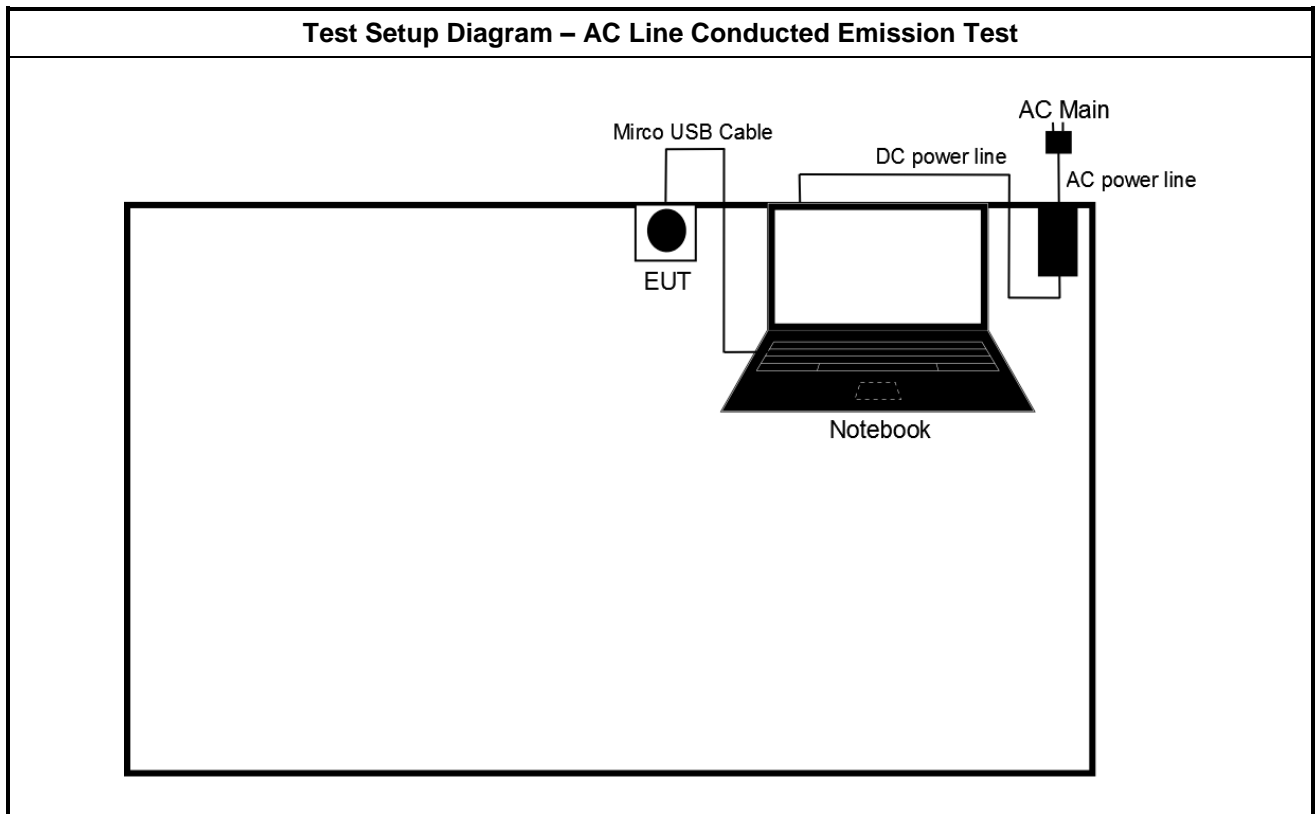 Test Setup Diagram – AC Line Conducted Emission Test
AC Main
Mirco USB Cable
DC power line
AC power line
EUT
Notebook